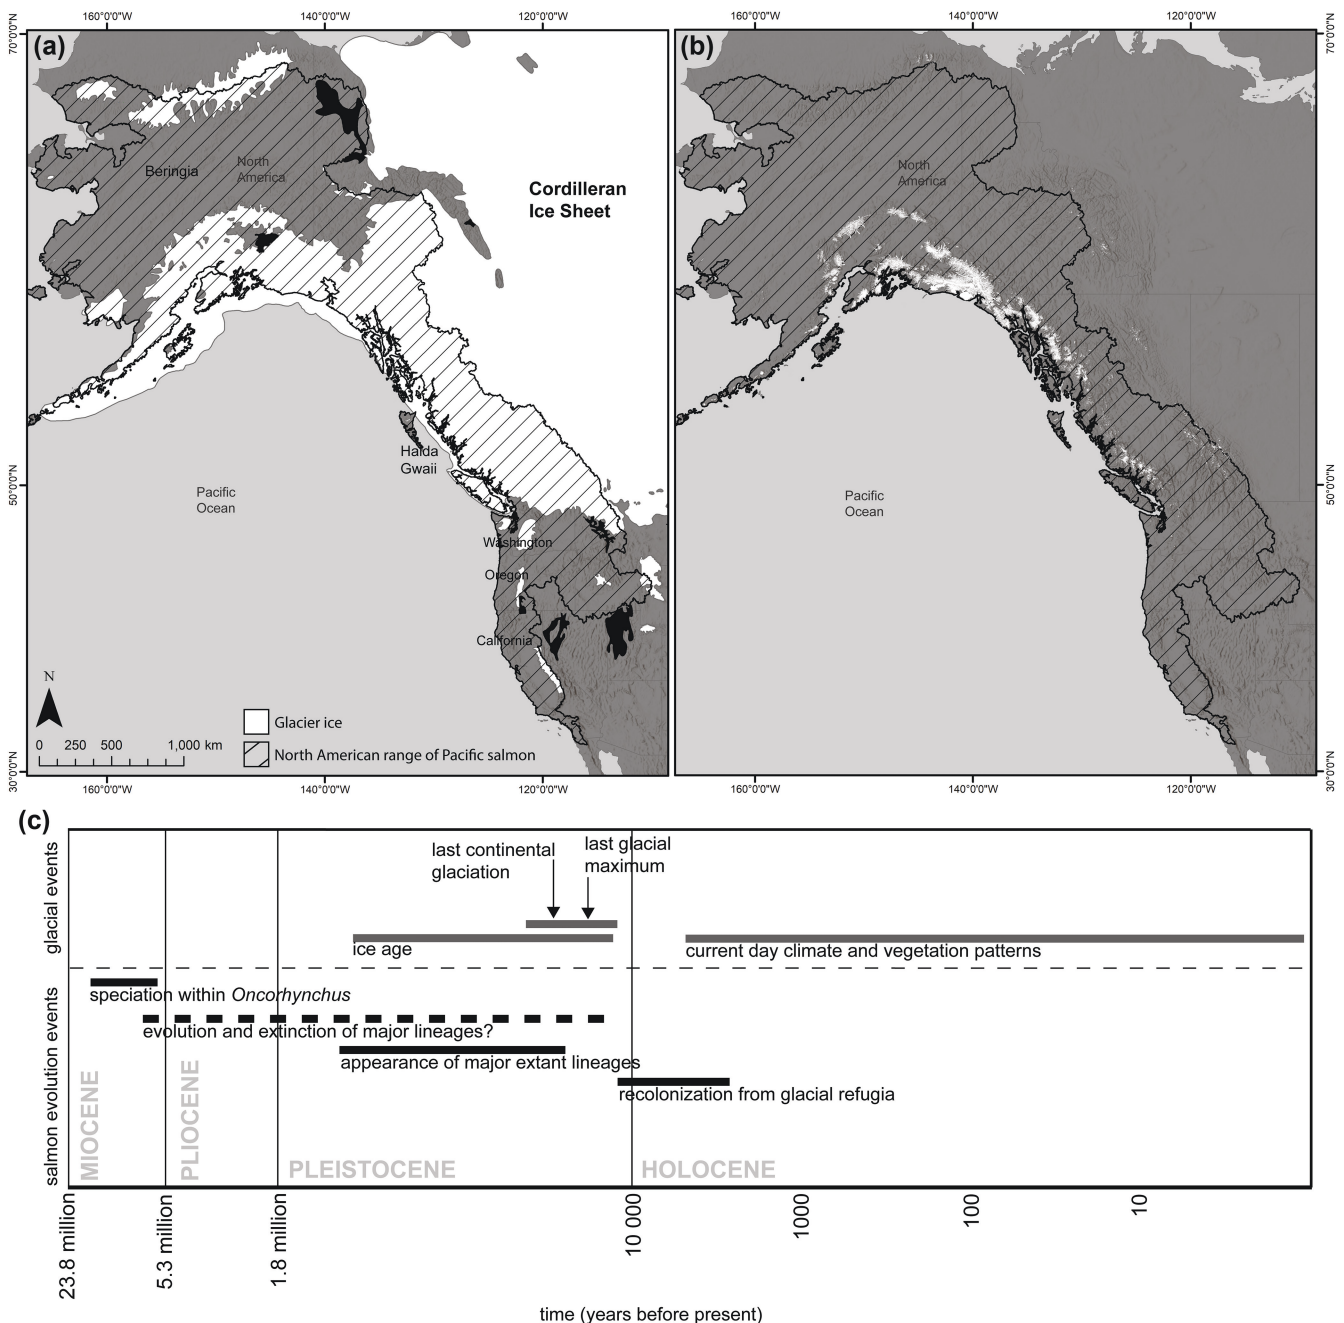 160°0'0"W
140°0'0"W
120°0'0"W
160°0'0"W
140°0'0"W
120°0'0"W
70°0'0"N
50°0'0"N
30°0'0"N
(a)
Beringia
North
America
Cordilleran
Ice Sheet
Haida
Gwaii
Pacific
Ocean
Washington
Oregon
California
N
0 250 500 1,000 km
Glacier ice
North American range of Pacific salmon
160°0'0"W
140°0'0"W
120°0'0"W
(b)
North
America
Pacific
Ocean
70°0'0"N
50°0'0"N
30°0'0"N
160°0'0"W
140°0'0"W
120°0'0"W
(c)
glacial events
last continental
glaciation
last glacial
maximum
ice age
current day climate and vegetation patterns
salmon evolution events
speciation within Oncorhynchus
evolution and extinction of major lineages?
appearance of major extant lineages
recolonization from glacial refugia
MIOCENE
PLIOCENE
PLEISTOCENE
HOLOCENE
23.8 million
5.3 million
1.8 million
10 000
1000
100
10
time (years before present)